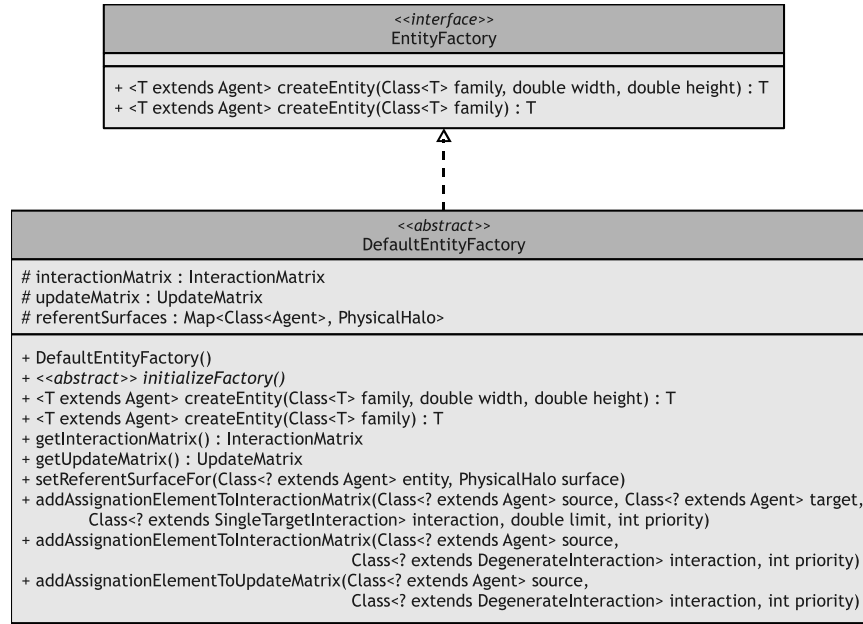 <<interface>>
EntityFactory
+ <T extends Agent> createEntity(Class<T> family, double width, double height) : T
+ <T extends Agent> createEntity(Class<T> family) : T
<<abstract>>
DefaultEntityFactory
# interactionMatrix : InteractionMatrix
# updateMatrix : UpdateMatrix
# referentSurfaces : Map<Class<Agent>, PhysicalHalo>
+ DefaultEntityFactory()
+ <<abstract>> initializeFactory()
+ <T extends Agent> createEntity(Class<T> family, double width, double height) : T
+ <T extends Agent> createEntity(Class<T> family) : T
+ getInteractionMatrix() : InteractionMatrix
+ getUpdateMatrix() : UpdateMatrix
+ setReferentSurfaceFor(Class<? extends Agent> entity, PhysicalHalo surface)
+ addAssignationElementToInteractionMatrix(Class<? extends Agent> source, Class<? extends Agent> target,
Class<? extends SingleTargetInteraction> interaction, double limit, int priority)
+ addAssignationElementToInteractionMatrix(Class<? extends Agent> source,
Class<? extends DegenerateInteraction> interaction, int priority)
+ addAssignationElementToUpdateMatrix(Class<? extends Agent> source,
Class<? extends DegenerateInteraction> interaction, int priority)